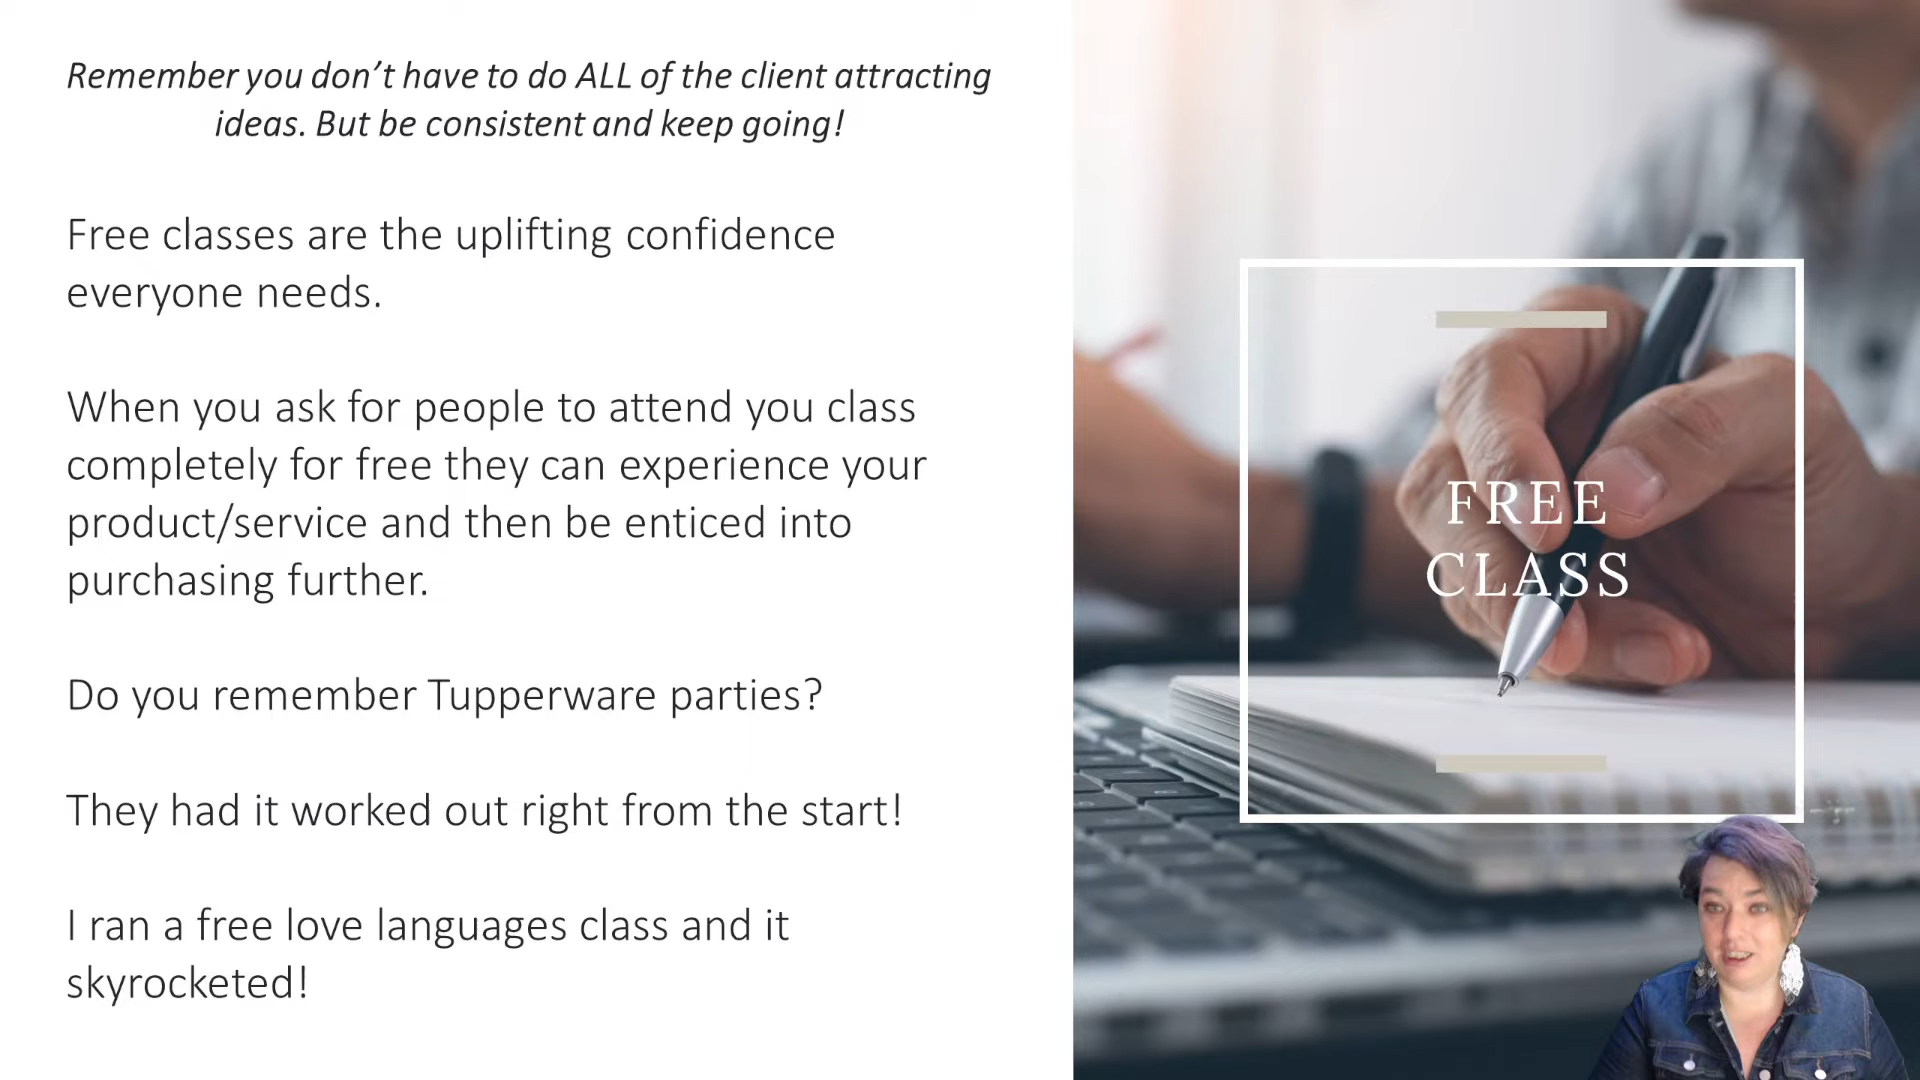 Remember you don’t have to do ALL of the client attracting
ideas. But be consistent and keep going!
Free classes are the uplifting confidence
everyone needs.
When you ask for people to attend you class
completely for free they can experience your
product/service and then be enticed into
purchasing further.
Do you remember Tupperware parties?
They had it worked out right from the start!
I ran a free love languages class and it
skyrocketed!
FREE
CLASS